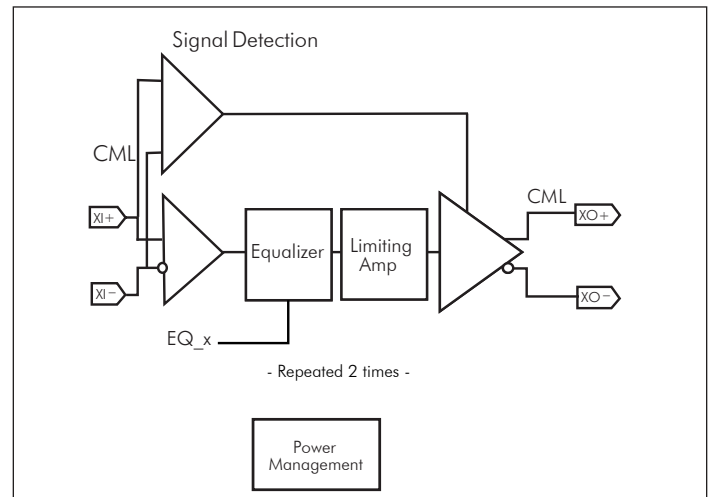 Signal Detection
CML
XI+
XI-
Equalizer
Limiting
Amp
CML
XO+
XO-
EQ_x
- Repeated 2 times -
Power
Management